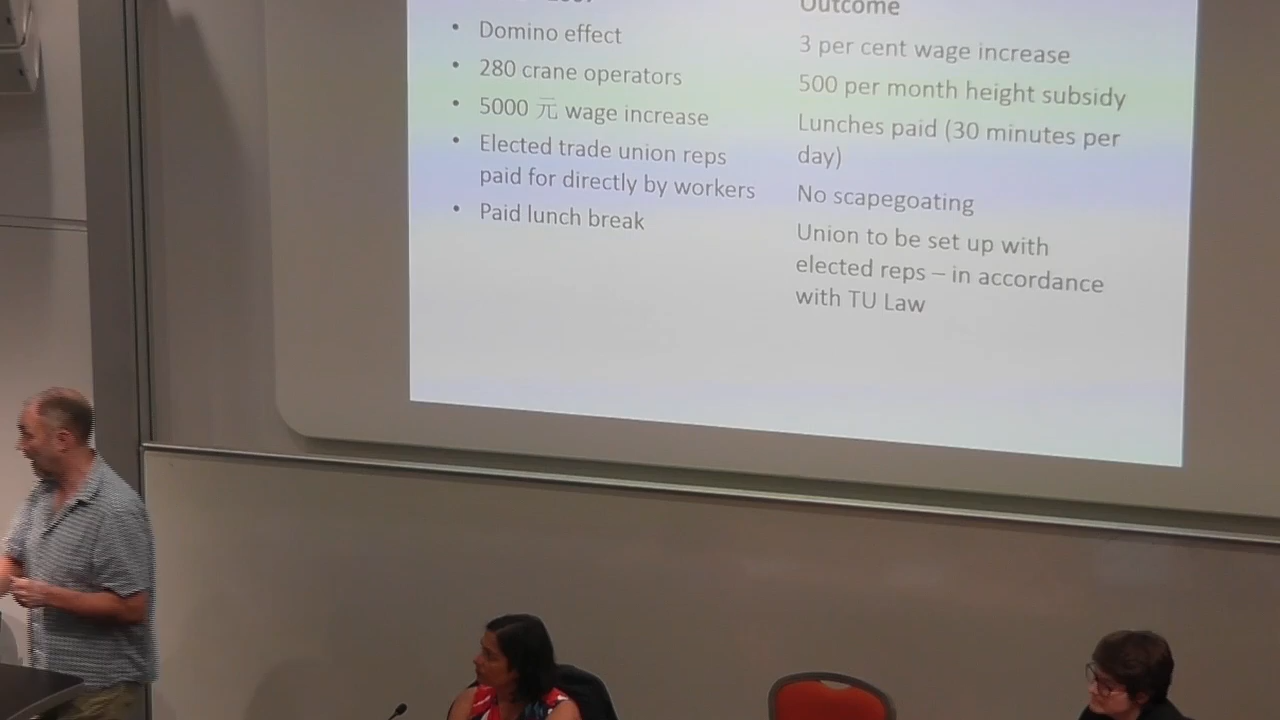 Outcome
• Domino effect
• 280 crane operators
• 5000 元 wage increase
• Elected trade union reps
paid for directly by workers
• Paid lunch break
3 per cent wage increase
500 per month height subsidy
Lunches paid (30 minutes per
day)
No scapegoating
Union to be set up with
elected reps – in accordance
with TU Law